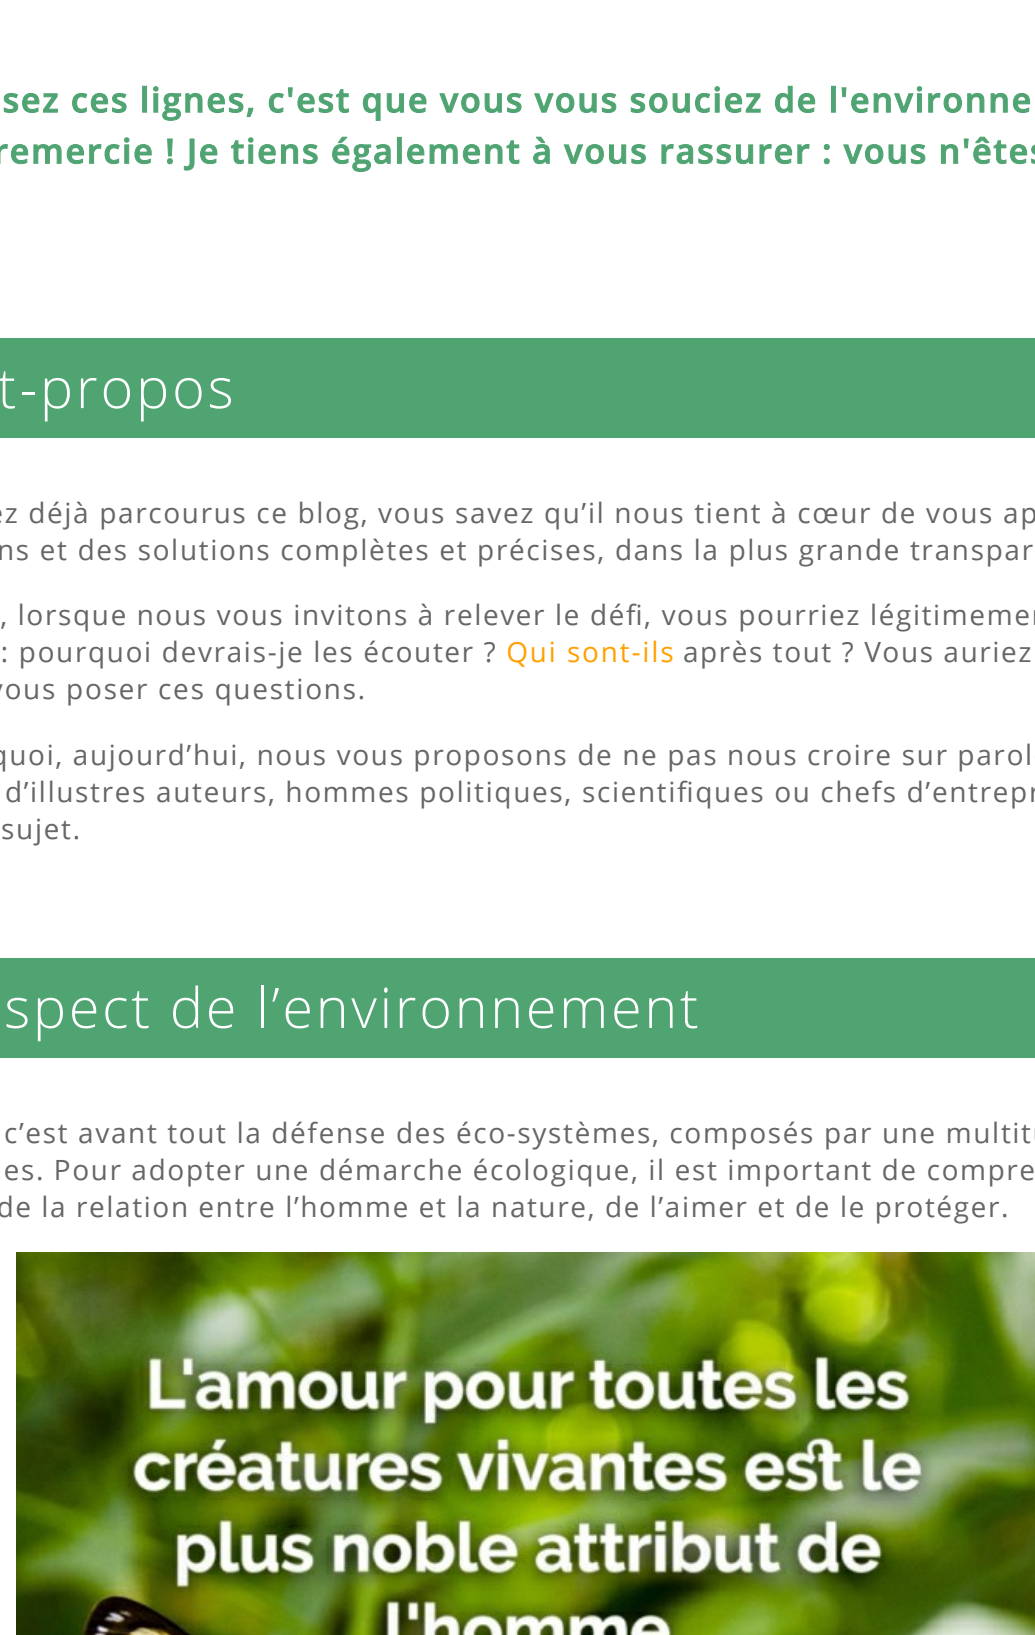 sez ces lignes, c'est que vous vous souciez de l'environne
remercie ! Je tiens également à vous rassurer : vous n'êtes
t-propos
ez déjà parcourus ce blog, vous savez qu’il nous tient à cœur de vous ap
ns et des solutions complètes et précises, dans la plus grande transpar
, lorsque nous vous invitons à relever le défi, vous pourriez légitimemen
: pourquoi devrais-je les écouter ? Qui sont-ils après tout ? Vous auriez
vous poser ces questions.
quoi, aujourd’hui, nous vous proposons de ne pas nous croire sur parol
d’illustres auteurs, hommes politiques, scientifiques ou chefs d’entrepr
sujet.
spect de l’environnement
c’est avant tout la défense des éco-systèmes, composés par une multitu
es. Pour adopter une démarche écologique, il est important de compre
de la relation entre l’homme et la nature, de l’aimer et de le protéger.
L'amour pour toutes les
créatures vivantes est le
plus noble attribut de
l'homme